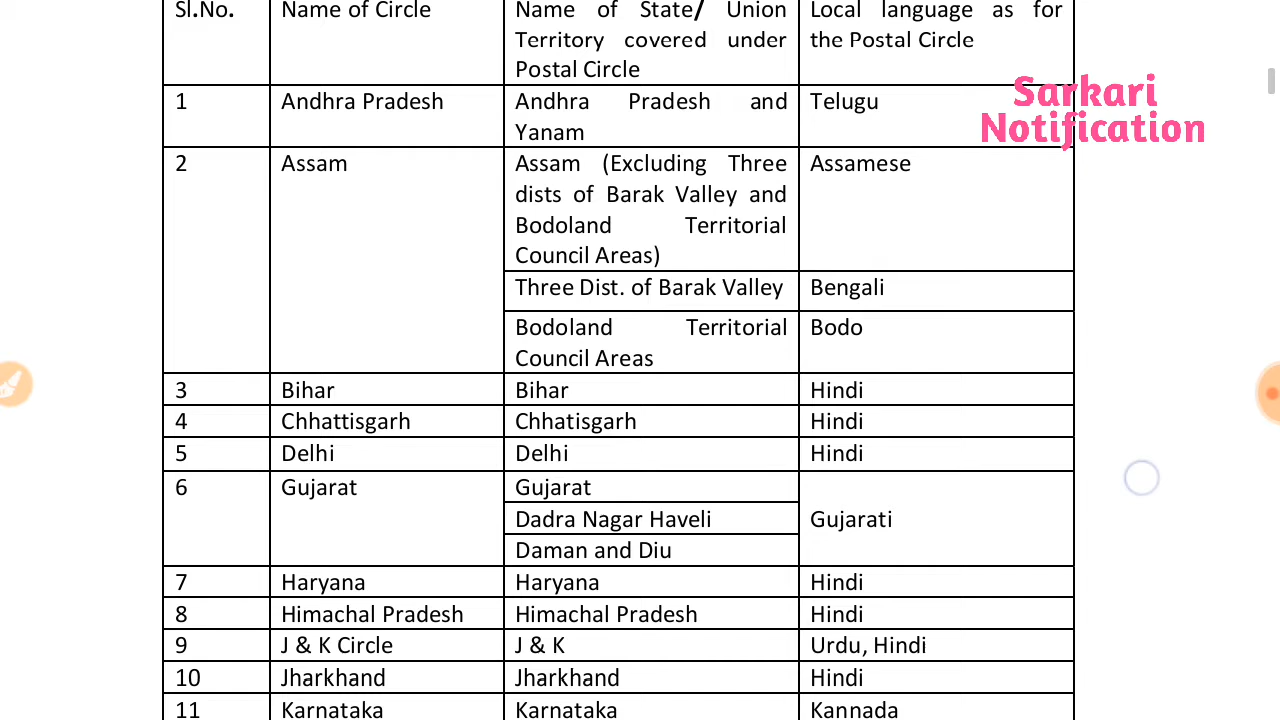 Sl.No. Name of Circle Name of State/ Union Local language as for
Territory covered under the Postal Circle
Postal Circle
1 Andhra Pradesh Andhra Pradesh and Telugu
Yanam
2 Assam Assam (Excluding Three Assamese
dists of Barak Valley and
Bodoland Territorial
Council Areas)
Three Dist. of Barak Valley Bengali
Bodoland Territorial Bodo
Council Areas
3 Bihar Bihar Hindi
4 Chhattisgarh Chhatisgarh Hindi
5 Delhi Delhi Hindi
6 Gujarat Gujarat
Dadra Nagar Haveli Gujarati
Daman and Diu
7 Haryana Haryana Hindi
8 Himachal Pradesh Himachal Pradesh Hindi
9 J & K Circle J & K Urdu, Hindi
10 Jharkhand Jharkhand Hindi
11 Karnataka Karnataka Kannada
Sarkari
Notification